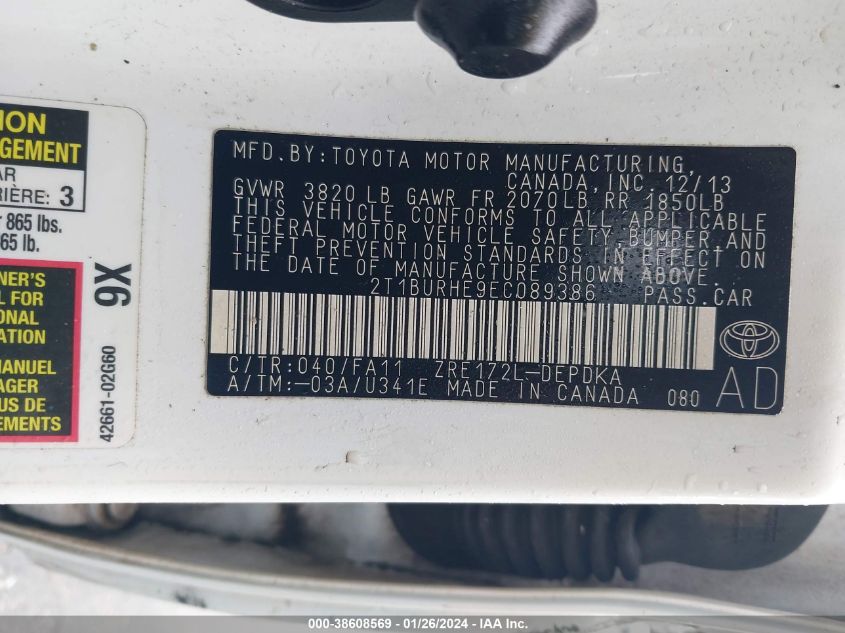 ION
GEMENT
AR
RIÈRE: 3
r 865 lbs.
65 lb.
NER'S
L FOR
ONAL
ATION
MANUEL
AGER
US DE
EMENTS
42661-02G60
9X
MFD.BY:TOYOTA MOTOR MANUFACTURING,
CANADA,INC.12/13
GVWR 3820 LB GAWR FR 2070LB RR 1850LB
THIS VEHICLE CONFORMS TO ALL APPLICABLE
FEDERAL MOTOR VEHICLE SAFETY,BUMPER,AND
THEFT PREVENTION STANDARDS IN EFFECT ON
THE DATE OF MANUFACTURE SHOWN ABOVE.
2T1BURHE9EC089386 PASS.CAR
C/TR:040/FA11 ZRE172L-DEPDKA
A/TM:-03A/U341E MADE IN CANADA 080
AD
000-38608569 | 01/26/2024 | IAA Inc.